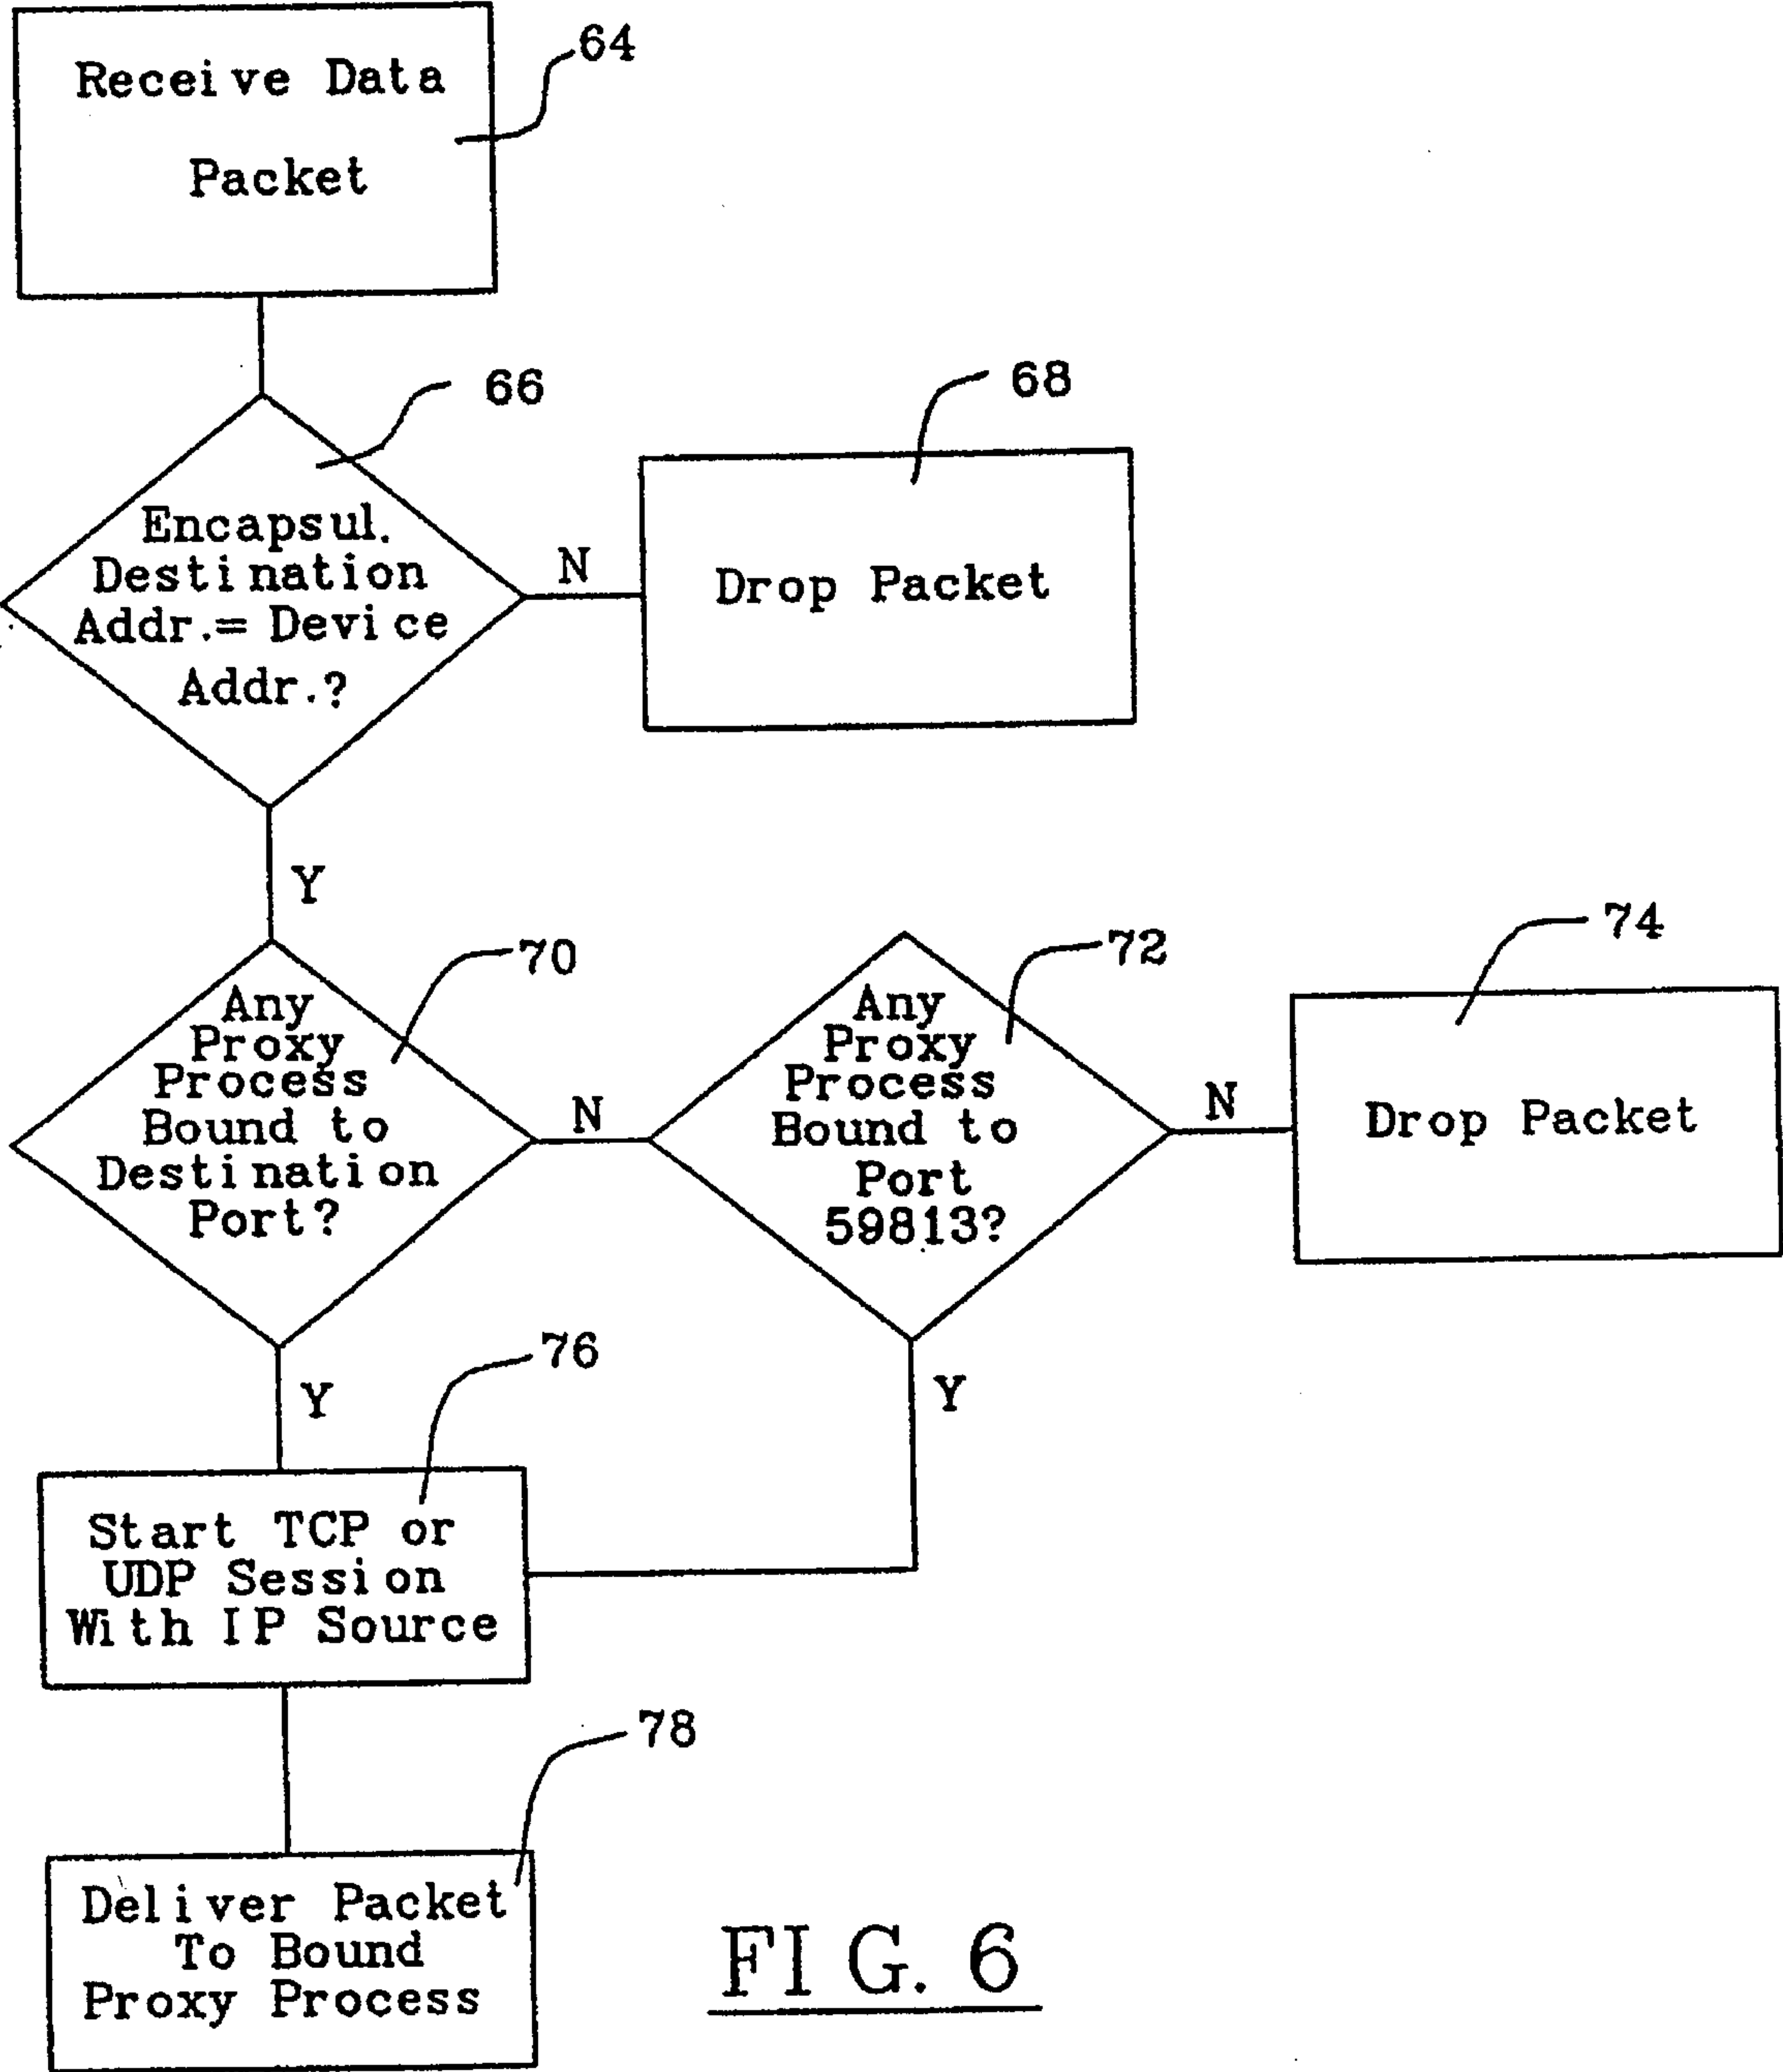 Receive Data
Packet
64
66
Encapsul.
Destination
Addr.= Device
Addr.?
N
68
Drop Packet
Y
70
Any
Proxy
Process
Bound to
Destination
Port?
N
72
Any
Proxy
Process
Bound to
Port
59813?
N
74
Drop Packet
Y
Y
76
Start TCP or
UDP Session
With IP Source
78
Deliver Packet
To Bound
Proxy Process
FIG. 6